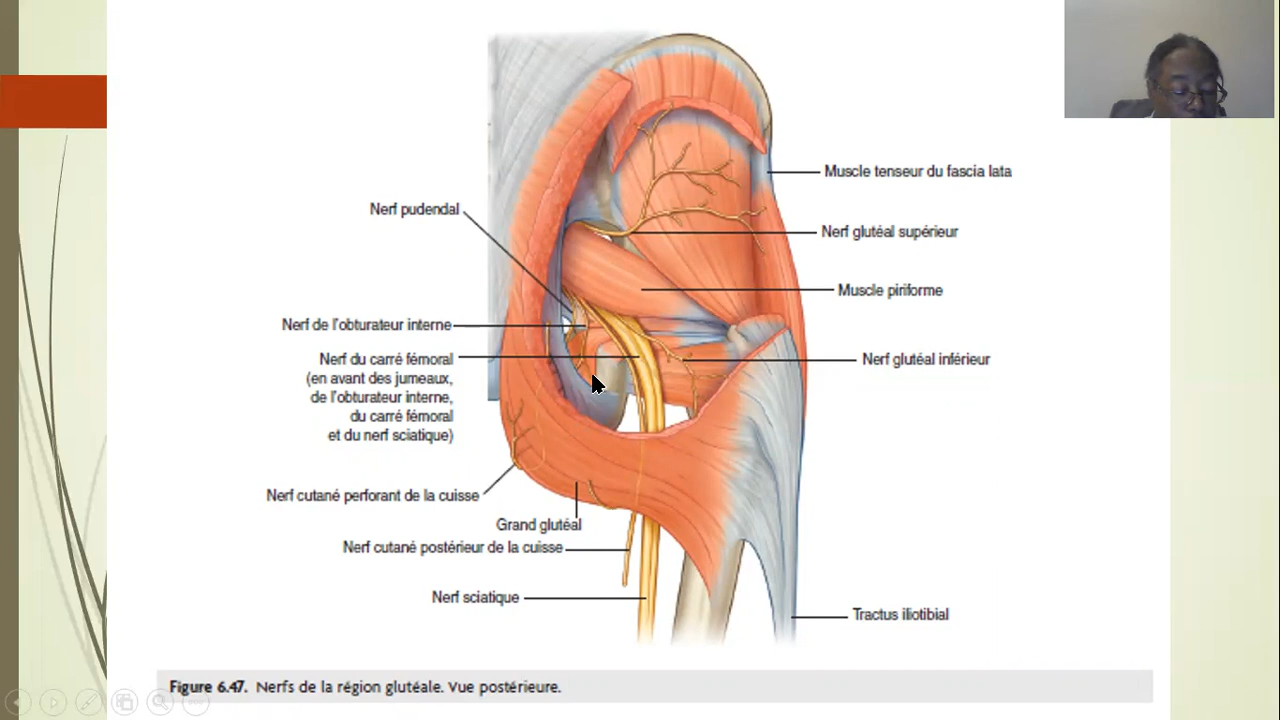 Muscle tenseur du fascia lata
Nerf pudendal
Nerf glutéal supérieur
Muscle piriforme
Nerf de l'obturateur interne
Nerf du carré fémoral
(en avant des jumeaux,
de l'obturateur interne,
du carré fémoral
et du nerf sciatique)
Nerf glutéal inférieur
Nerf cutané perforant de la cuisse
Grand glutéal
Nerf cutané postérieur de la cuisse
Nerf sciatique
Tractus iliotibial
Figure 6.47. Nerfs de la région glutéale. Vue postérieure.